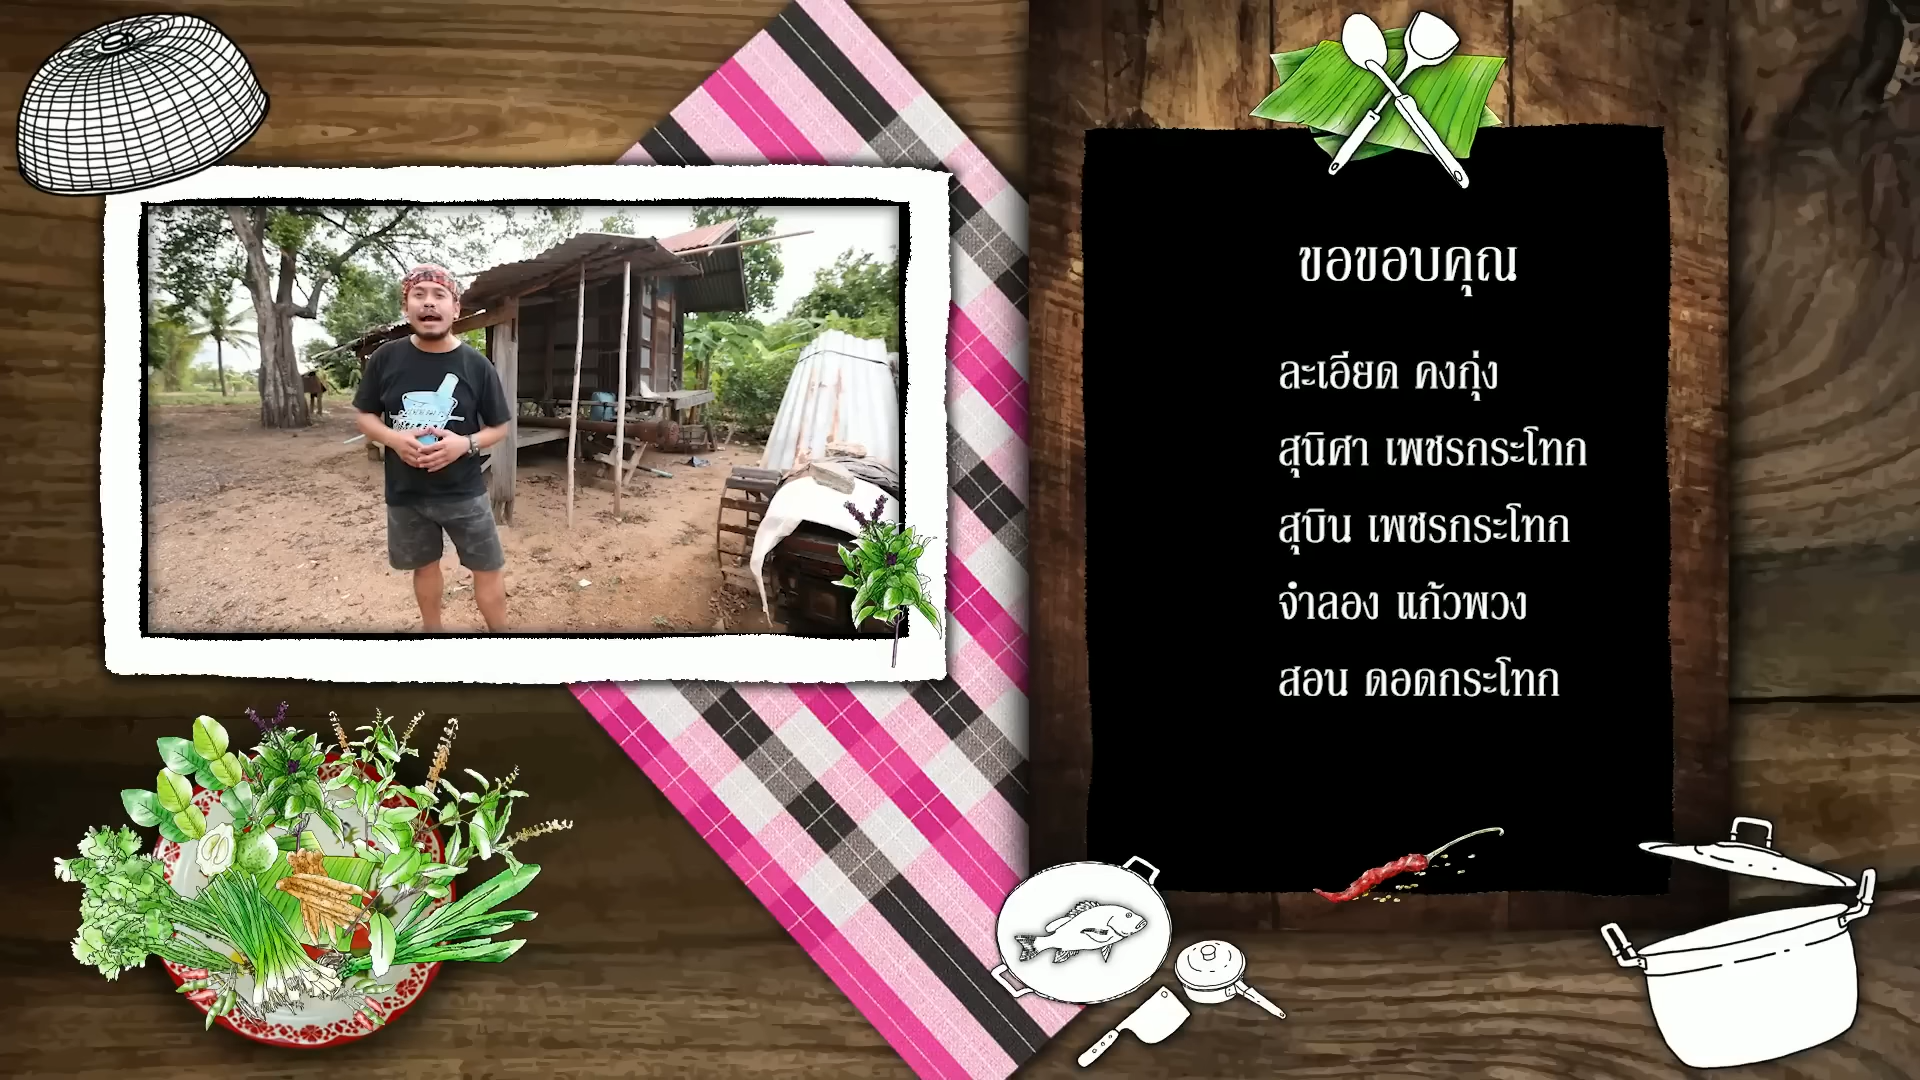 ขอขอบคุณ
ละเอียด คงกุ่ง
สุนิศา เพชรกระโทก
สุบิน เพชรกระโทก
จำลอง แก้วพวง
สอน ดอดกระโทก